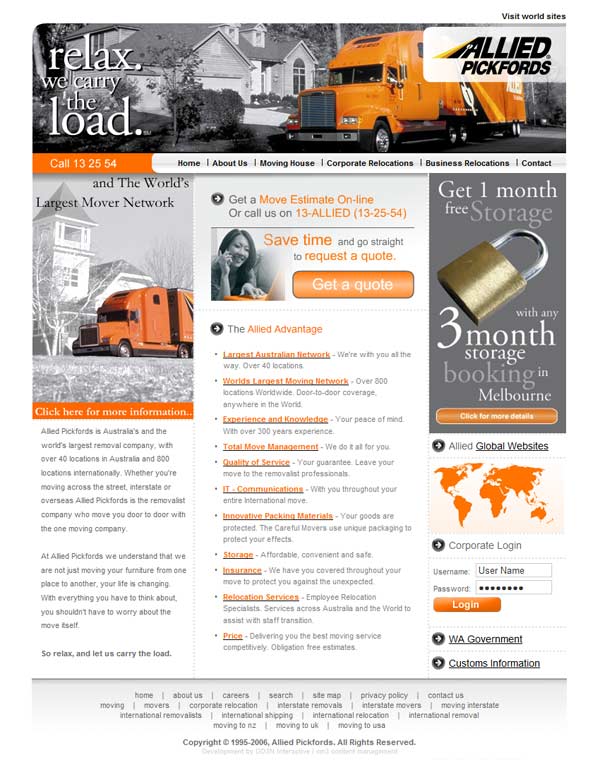 Visit world sites
relax.
we carry
the
load.
SM
ALLIED
PICKFORDS
Call 13 25 54
Home | About Us | Moving House | Corporate Relocations | Business Relocations | Contact
and The World's
Largest Mover Network
Click here for more information..
Allied Pickfords is Australia's and the
world's largest removal company, with
over 40 locations in Australia and 800
locations internationally. Whether you're
moving across the street, interstate or
overseas Allied Pickfords is the removalist
company who move you door to door with
the one moving company.
At Allied Pickfords we understand that we
are not just moving your furniture from one
place to another, your life is changing.
With everything you have to think about,
you shouldn't have to worry about the
move itself.
So relax, and let us carry the load.
Get a Move Estimate On-line
Or call us on 13-ALLIED (13-25-54)
Save time and go straight
to request a quote.
Get a quote
The Allied Advantage
Largest Australian Network - We're with you all the
way. Over 40 locations.
Worlds Largest Moving Network - Over 800
locations Worldwide. Door-to-door coverage,
anywhere in the World.
Experience and Knowledge - Your peace of mind.
With over 300 years experience.
Total Move Management - We do it all for you.
Quality of Service - Your guarantee. Leave your
move to the removalist professionals.
IT - Communications - With you throughout your
entire International move.
Innovative Packing Materials - Your goods are
protected. The Careful Movers use unique packaging to
protect your effects.
Storage - Affordable, convenient and safe.
Insurance - We have you covered throughout your
move to protect you against the unexpected.
Relocation Services - Employee Relocation
Specialists. Services across Australia and the World to
assist with staff transition.
Price - Delivering you the best moving service
competitively. Obligation free estimates.
Get 1 month
free Storage
with any
3 month
storage
booking in
Melbourne
Click for more details
Allied Global Websites
Corporate Login
Username: User Name
Password: ••••••••
Login
WA Government
Customs Information
home | about us | careers | search | site map | privacy policy | contact us
moving | movers | corporate relocation | interstate removals | interstate movers | moving interstate
international removalists | international shipping | international relocation | international removal
moving to nz | moving to uk | moving to usa
Copyright © 1995-2006, Allied Pickfords. All Rights Reserved.